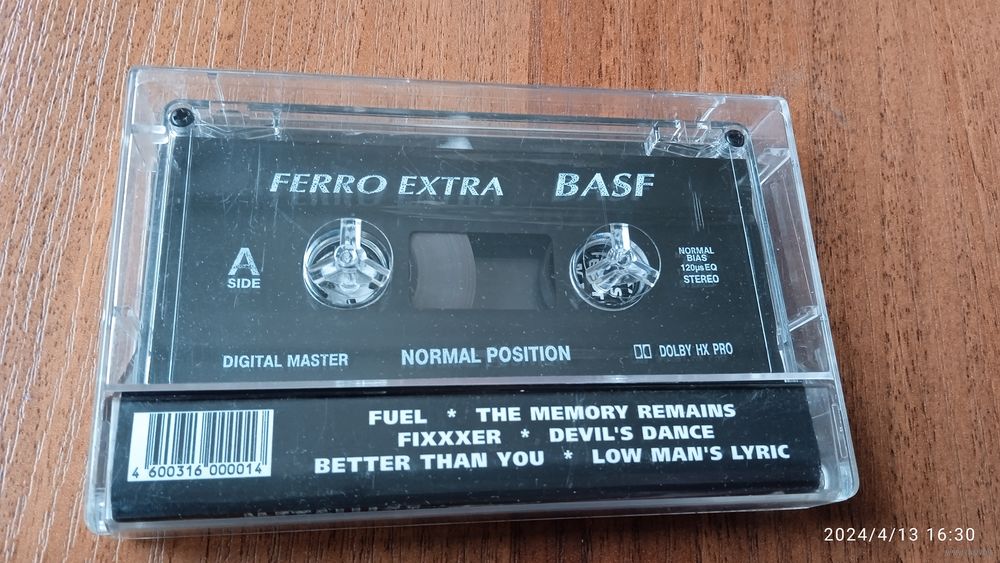 FERRO EXTRA BASF
A
SIDE
NORMAL
BIAS
120µs EQ
STEREO
DIGITAL MASTER NORMAL POSITION DOLBY HX PRO
FUEL * THE MEMORY REMAINS
FIXXXER * DEVIL'S DANCE
BETTER THAN YOU * LOW MAN'S LYRIC
4 600316 000014
2024/4/13 16:30